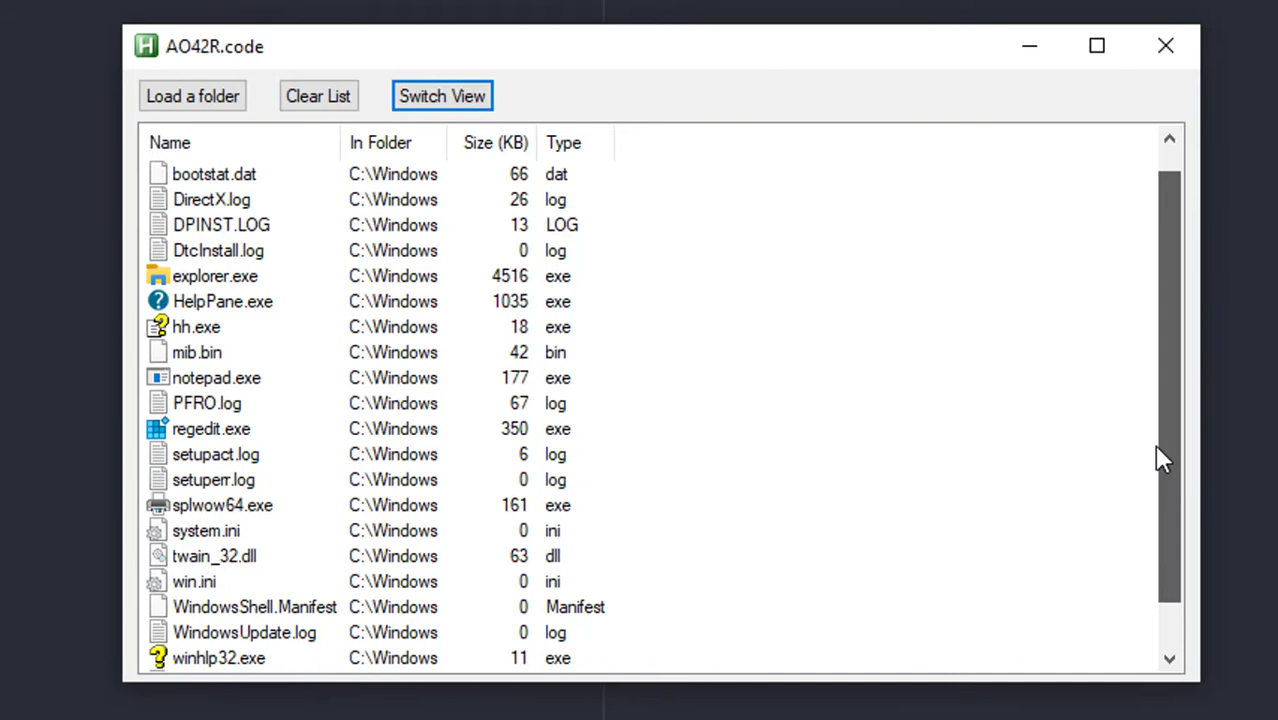 AO42R.code
Load a folder Clear List Switch View
Name In Folder Size (KB) Type
bootstat.dat C:\Windows 66 dat
DirectX.log C:\Windows 26 log
DPINST.LOG C:\Windows 13 LOG
DtcInstall.log C:\Windows 0 log
explorer.exe C:\Windows 4516 exe
HelpPane.exe C:\Windows 1035 exe
hh.exe C:\Windows 18 exe
mib.bin C:\Windows 42 bin
notepad.exe C:\Windows 177 exe
PFRO.log C:\Windows 67 log
regedit.exe C:\Windows 350 exe
setupact.log C:\Windows 6 log
setuperr.log C:\Windows 0 log
splwow64.exe C:\Windows 161 exe
system.ini C:\Windows 0 ini
twain_32.dll C:\Windows 63 dll
win.ini C:\Windows 0 ini
WindowsShell.Manifest C:\Windows 0 Manifest
WindowsUpdate.log C:\Windows 0 log
winhlp32.exe C:\Windows 11 exe